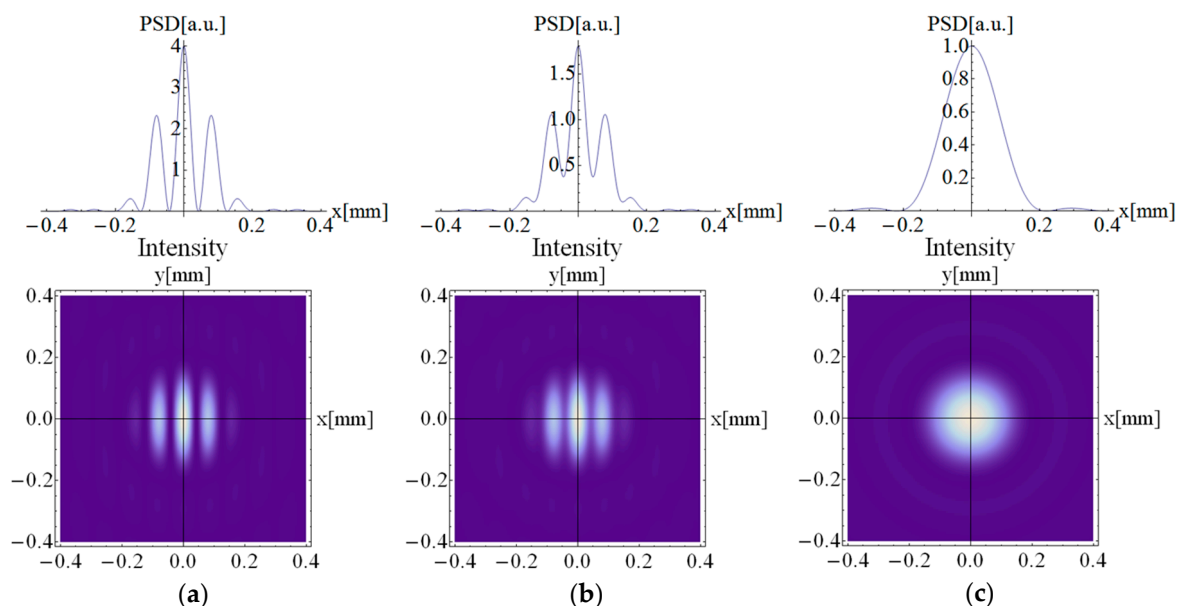 PSD[a.u.]
4
3
2
1
x[mm]
−0.4 −0.2 0.2 0.4
Intensity
y[mm]
0.4
0.2
0.0
−0.2
−0.4
x[mm]
−0.4 −0.2 0.0 0.2 0.4
(a)
PSD[a.u.]
1.5
1.0
0.5
x[mm]
−0.4 −0.2 0.2 0.4
Intensity
y[mm]
0.4
0.2
0.0
−0.2
−0.4
x[mm]
−0.4 −0.2 0.0 0.2 0.4
(b)
PSD[a.u.]
1.0
0.8
0.6
0.4
0.2
x[mm]
−0.4 −0.2 0.2 0.4
Intensity
y[mm]
0.4
0.2
0.0
−0.2
−0.4
x[mm]
−0.4 −0.2 0.0 0.2 0.4
(c)